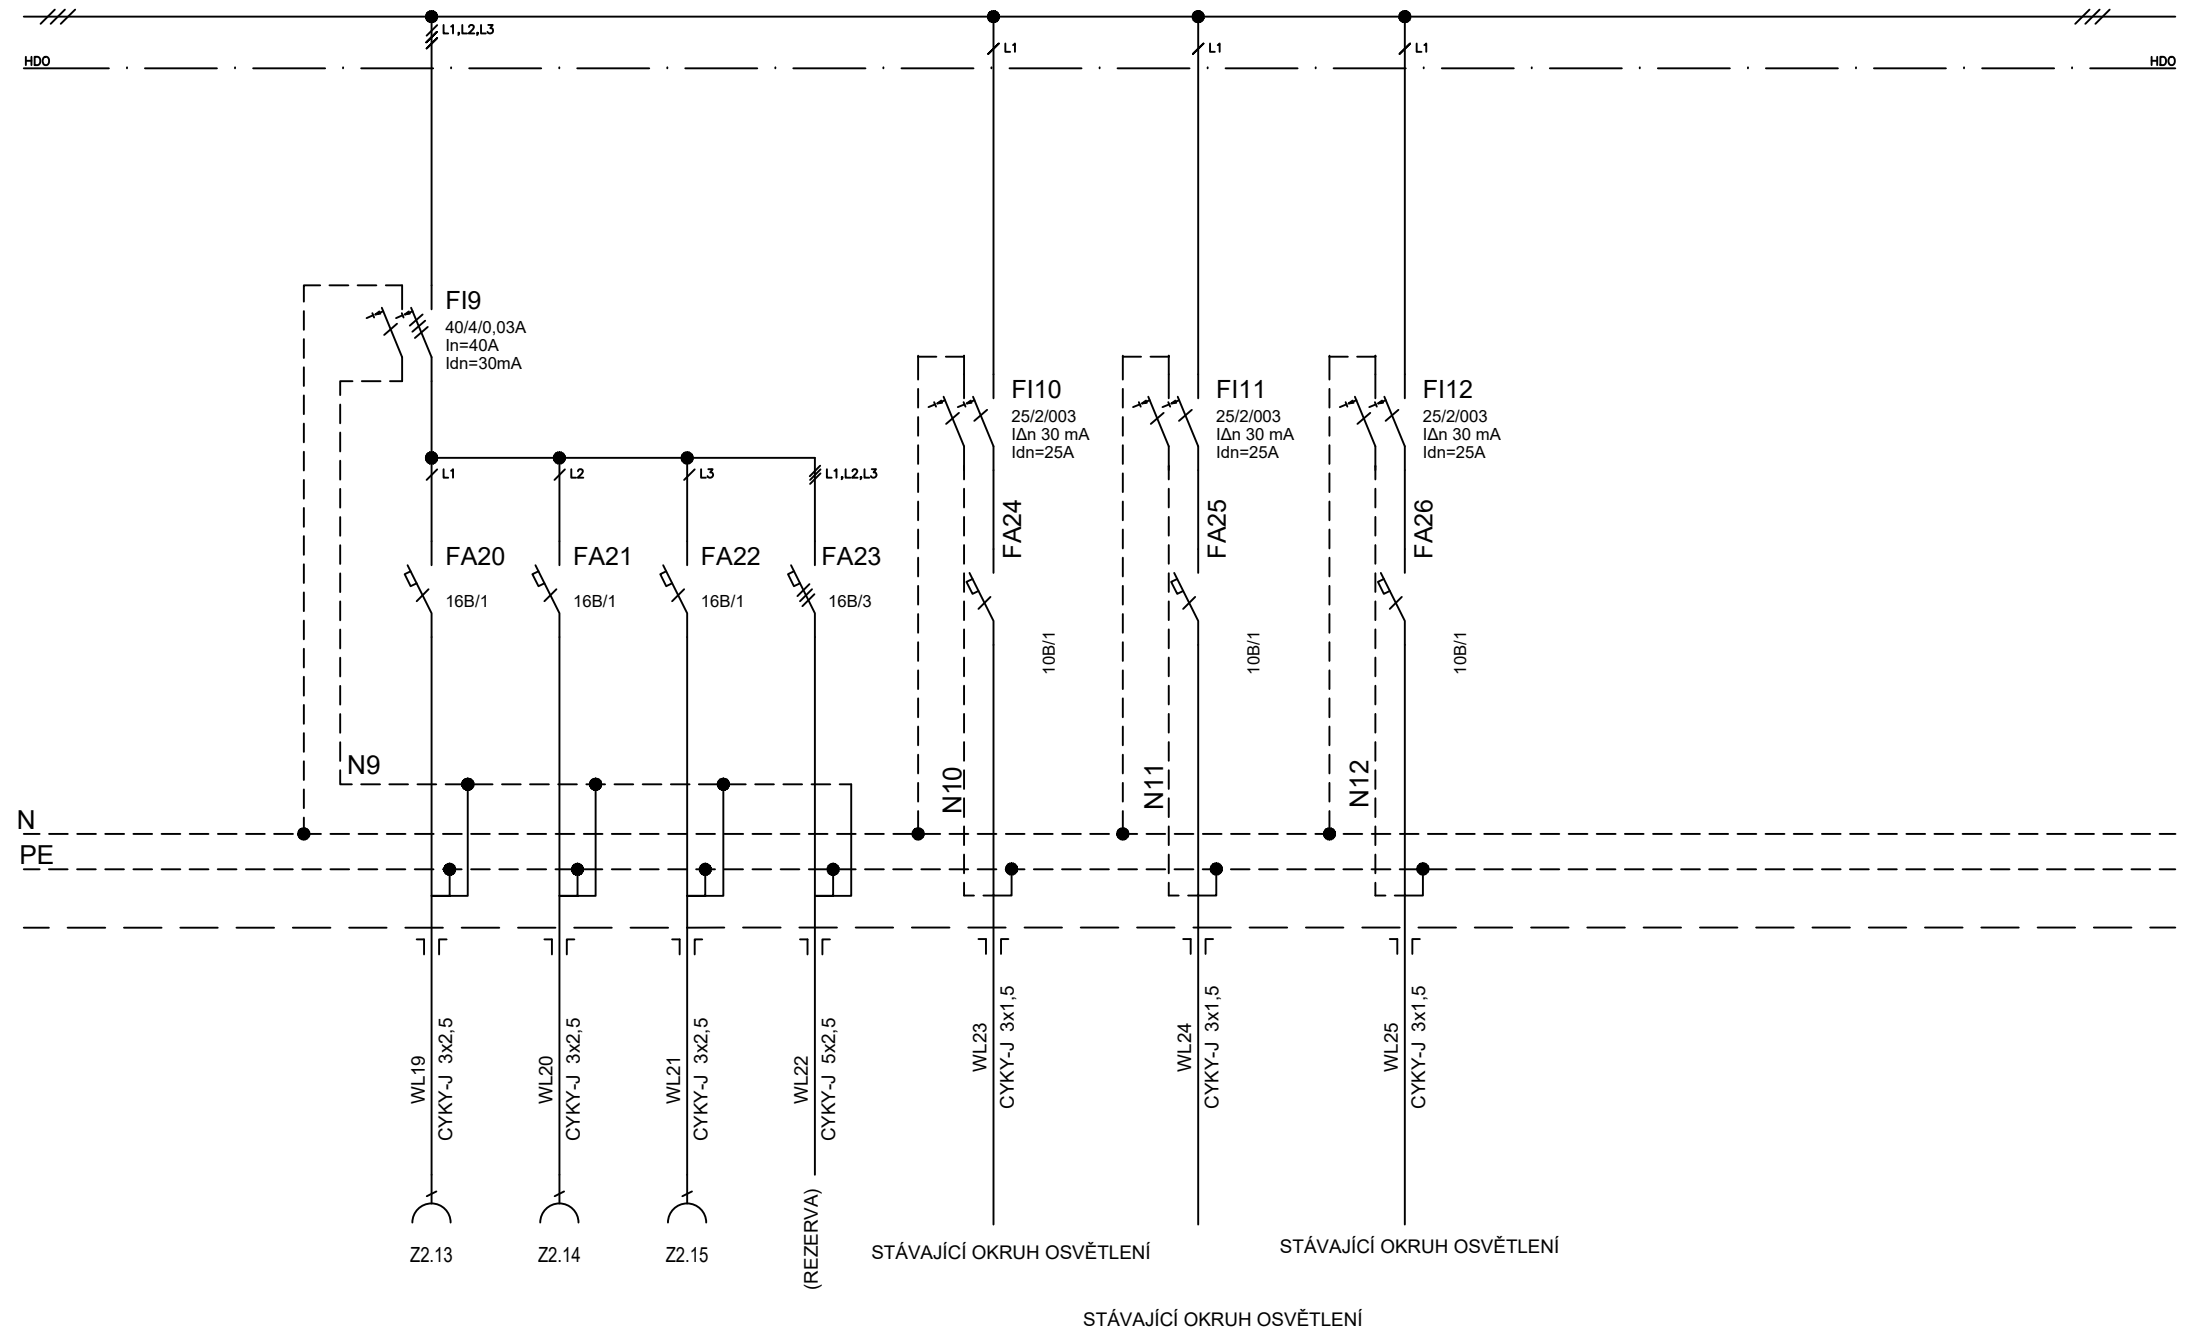 L1,L2,L3
L1
L1
L1
HDO
HDO
FI9
40/4/0,03A
In=40A
Idn=30mA
FI10
25/2/003
IΔn 30 mA
Idn=25A
FI11
25/2/003
IΔn 30 mA
Idn=25A
FI12
25/2/003
IΔn 30 mA
Idn=25A
L1
L2
L3
L1,L2,L3
FA20
16B/1
FA21
16B/1
FA22
16B/1
FA23
16B/3
FA24
10B/1
FA25
10B/1
FA26
10B/1
N9
N10
N11
N12
N
PE
WL19
CYKY-J 3x2,5
WL20
CYKY-J 3x2,5
WL21
CYKY-J 3x2,5
WL22
CYKY-J 5x2,5
WL23
CYKY-J 3x1,5
WL24
CYKY-J 3x1,5
WL25
CYKY-J 3x1,5
Z2.13
Z2.14
Z2.15
(REZERVA)
STÁVAJÍCÍ OKRUH OSVĚTLENÍ
STÁVAJÍCÍ OKRUH OSVĚTLENÍ
STÁVAJÍCÍ OKRUH OSVĚTLENÍ